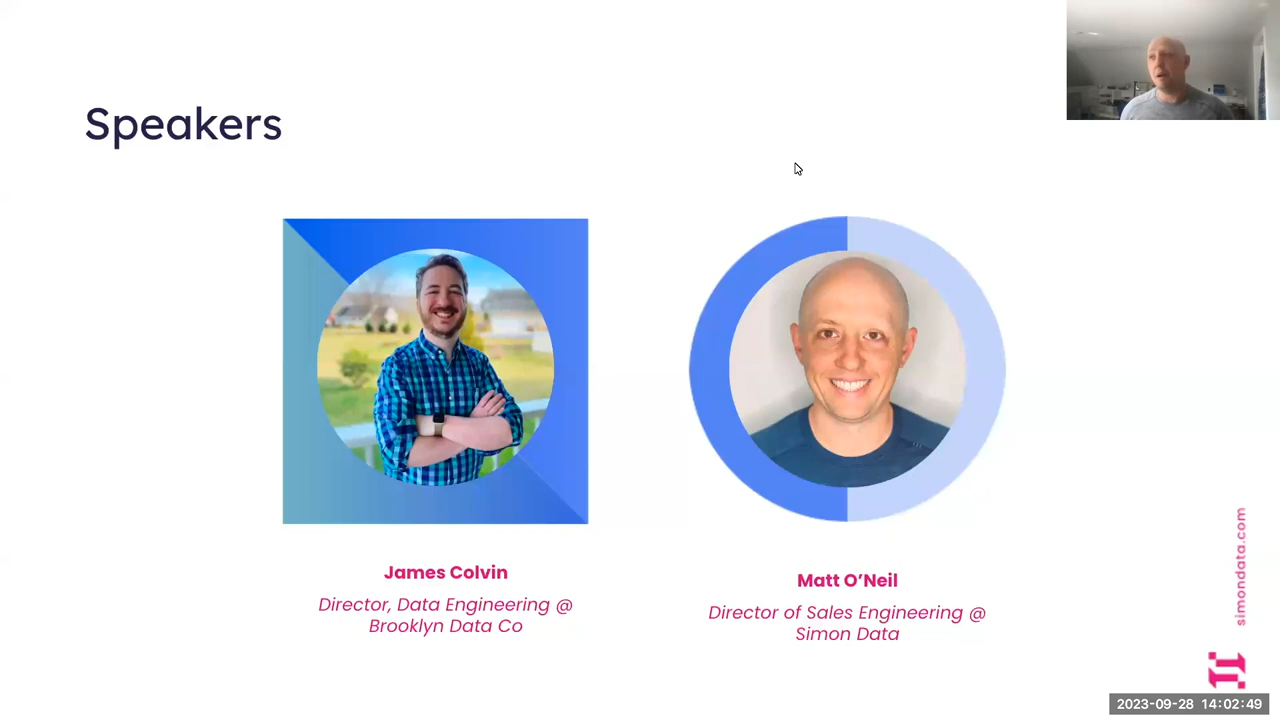 Speakers
James Colvin
Director, Data Engineering @
Brooklyn Data Co
Matt O’Neil
Director of Sales Engineering @
Simon Data
simondata.com
2023-09-28 14:02:49